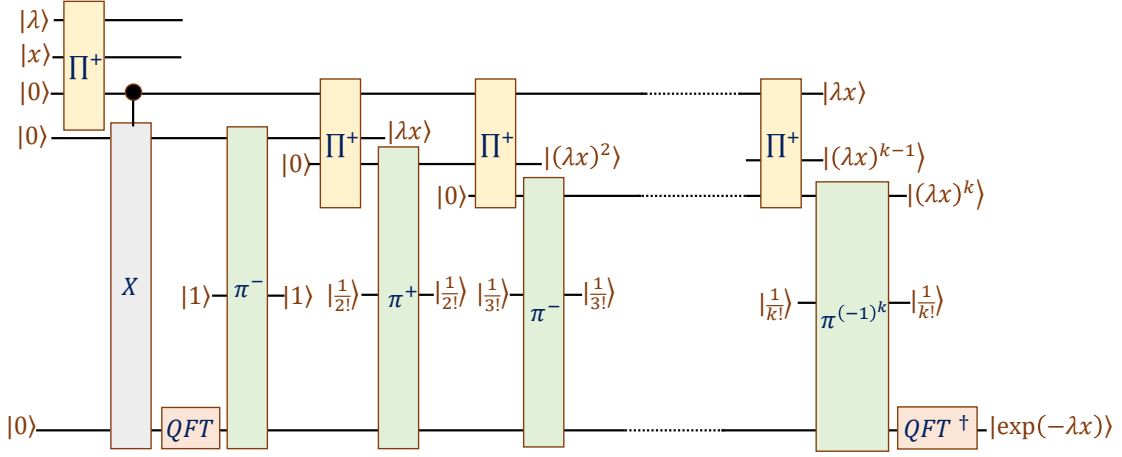 |λ⟩
|x⟩
∏⁺
|0⟩ |λx⟩
|0⟩ |λx⟩
∏⁺ ∏⁺ ∏⁺
|0⟩ |(λx)²⟩ |(λx)ᵏ⁻¹⟩
|0⟩ |(λx)ᵏ⟩
X |1⟩ π⁻ |1⟩ |1/2!⟩ π⁺ |1/2!⟩ |1/3!⟩ π⁻ |1/3!⟩ |1/k!⟩ π^(−1)ᵏ |1/k!⟩
|0⟩ QFT QFT † |exp(−λx)⟩